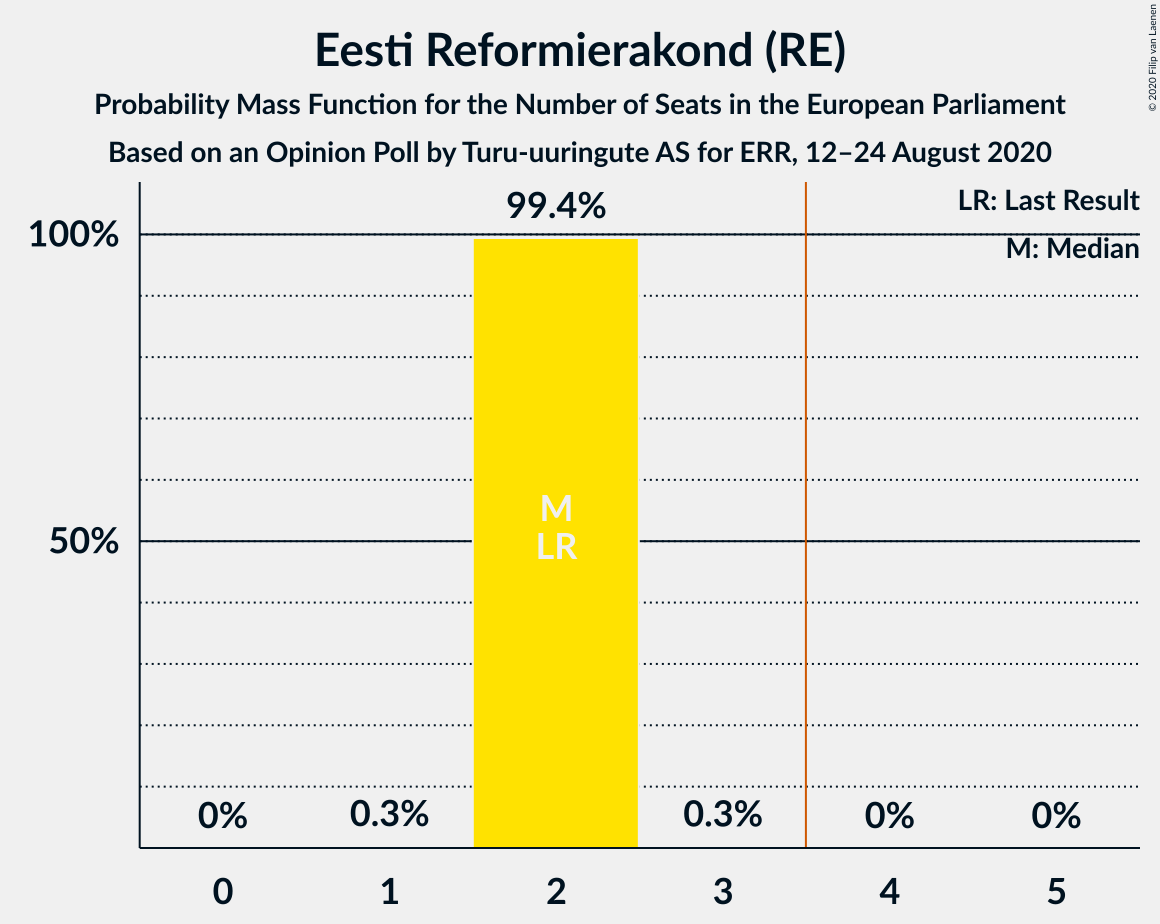 Eesti Reformierakond (RE)
Probability Mass Function for the Number of Seats in the European Parliament
Based on an Opinion Poll by Turu-uuringute AS for ERR, 12–24 August 2020
© 2020 Filip van Laenen
LR: Last Result
M: Median
100%
50%
99.4%
M
LR
0%
0.3%
0.3%
0%
0%
0
1
2
3
4
5